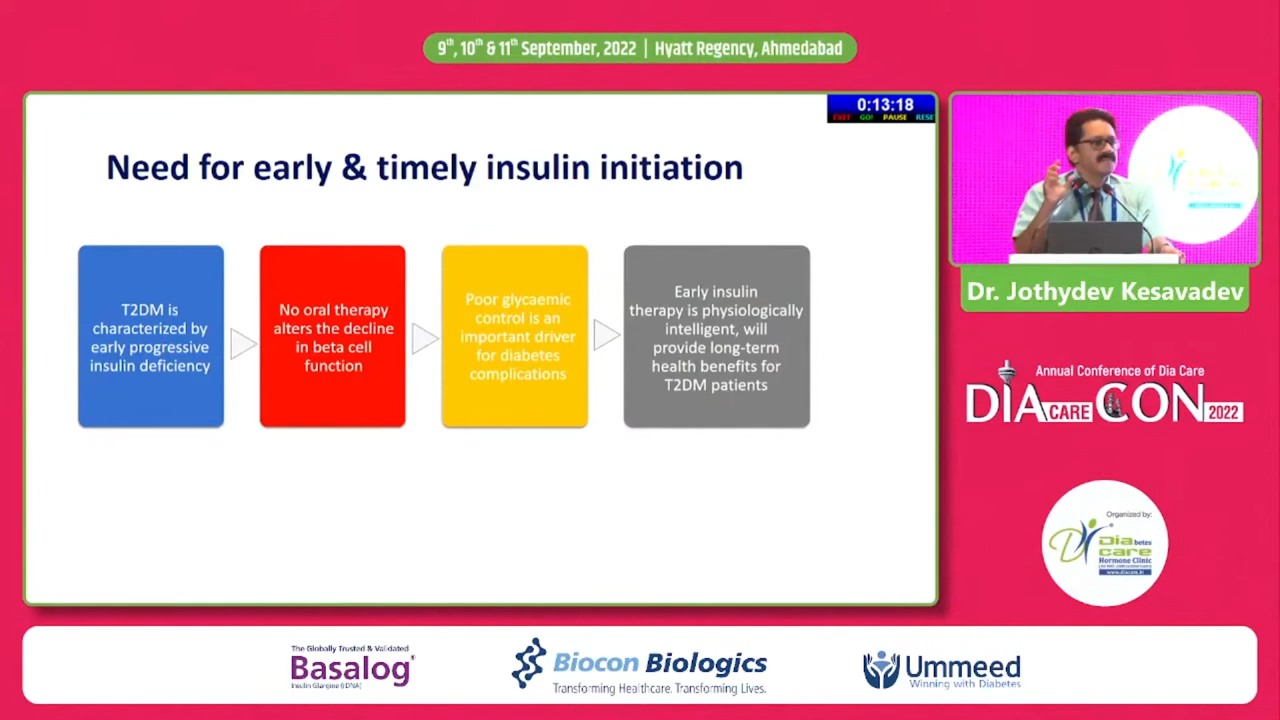 9th, 10th & 11th September, 2022 | Hyatt Regency, Ahmedabad
0:13:18
EXIT GO! PAUSE RESE
Need for early & timely insulin initiation
T2DM is
characterized by
early progressive
insulin deficiency
No oral therapy
alters the decline
in beta cell
function
Poor glycaemic
control is an
important driver
for diabetes
complications
Early insulin
therapy is physiologically
intelligent, will
provide long-term
health benefits for
T2DM patients
Dr. Jothydev Kesavadev
Annual Conference of Dia Care
DIA CARE CON 2022
Organized by:
Diabetes
care
Hormone Clinic
www.diacare.in
The Globally Trusted & Validated
Basalog®
Insulin Glargine (rDNA)
Biocon Biologics
Transforming Healthcare. Transforming Lives.
Ummeed
Winning with Diabetes